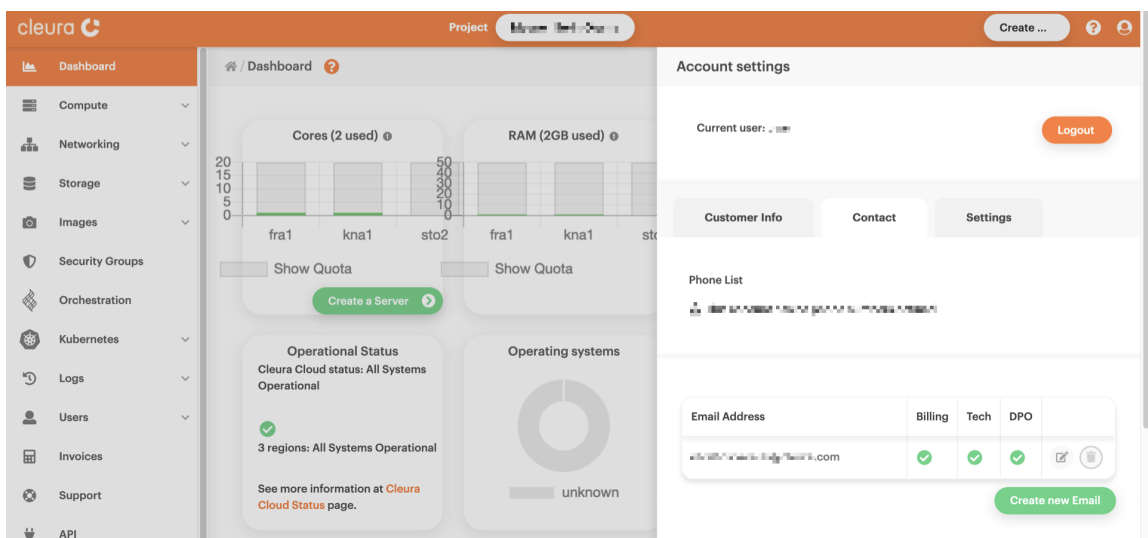 cleura
Project
Create ...
Dashboard
Compute
Networking
Storage
Images
Security Groups
Orchestration
Kubernetes
Logs
Users
Invoices
Support
API
/ Dashboard
Cores (2 used)
20
15
10
5
0
fra1 kna1 sto2
Show Quota
Create a Server
RAM (2GB used)
50
40
30
20
10
0
fra1 kna1
Show Quota
Operational Status
Cleura Cloud status: All Systems
Operational
3 regions: All Systems Operational
See more information at Cleura
Cloud Status page.
Operating systems
unknown
Account settings
Current user:
Logout
Customer Info Contact Settings
Phone List
Email Address Billing Tech DPO
.com
Create new Email